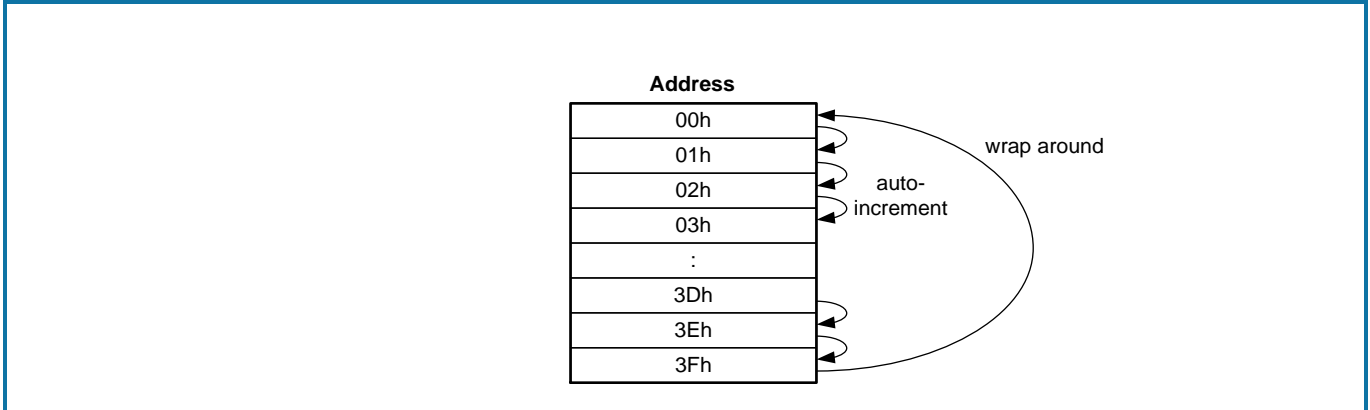 Address
00h
01h
02h
03h
:
3Dh
3Eh
3Fh
auto-
increment
wrap around